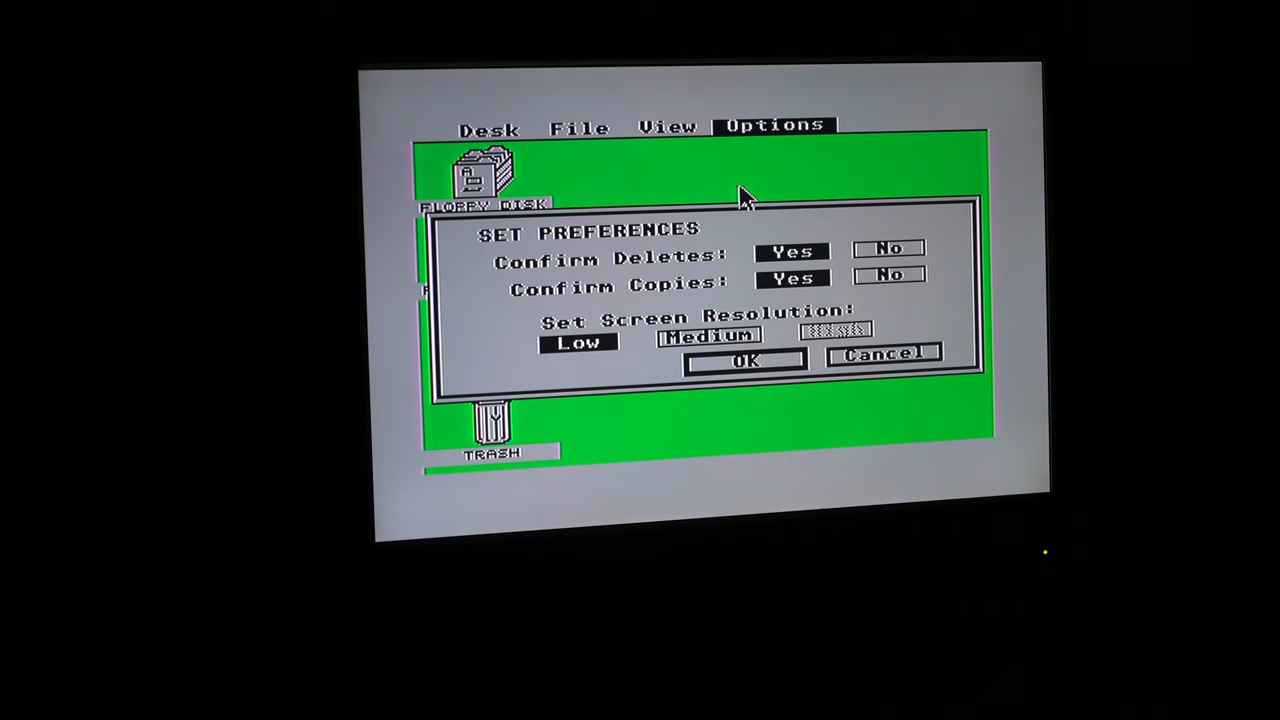 Desk File View Options
FLOPPY DISK
SET PREFERENCES
Confirm Deletes: Yes No
Confirm Copies: Yes No
Set Screen Resolution:
Low Medium High
OK Cancel
TRASH